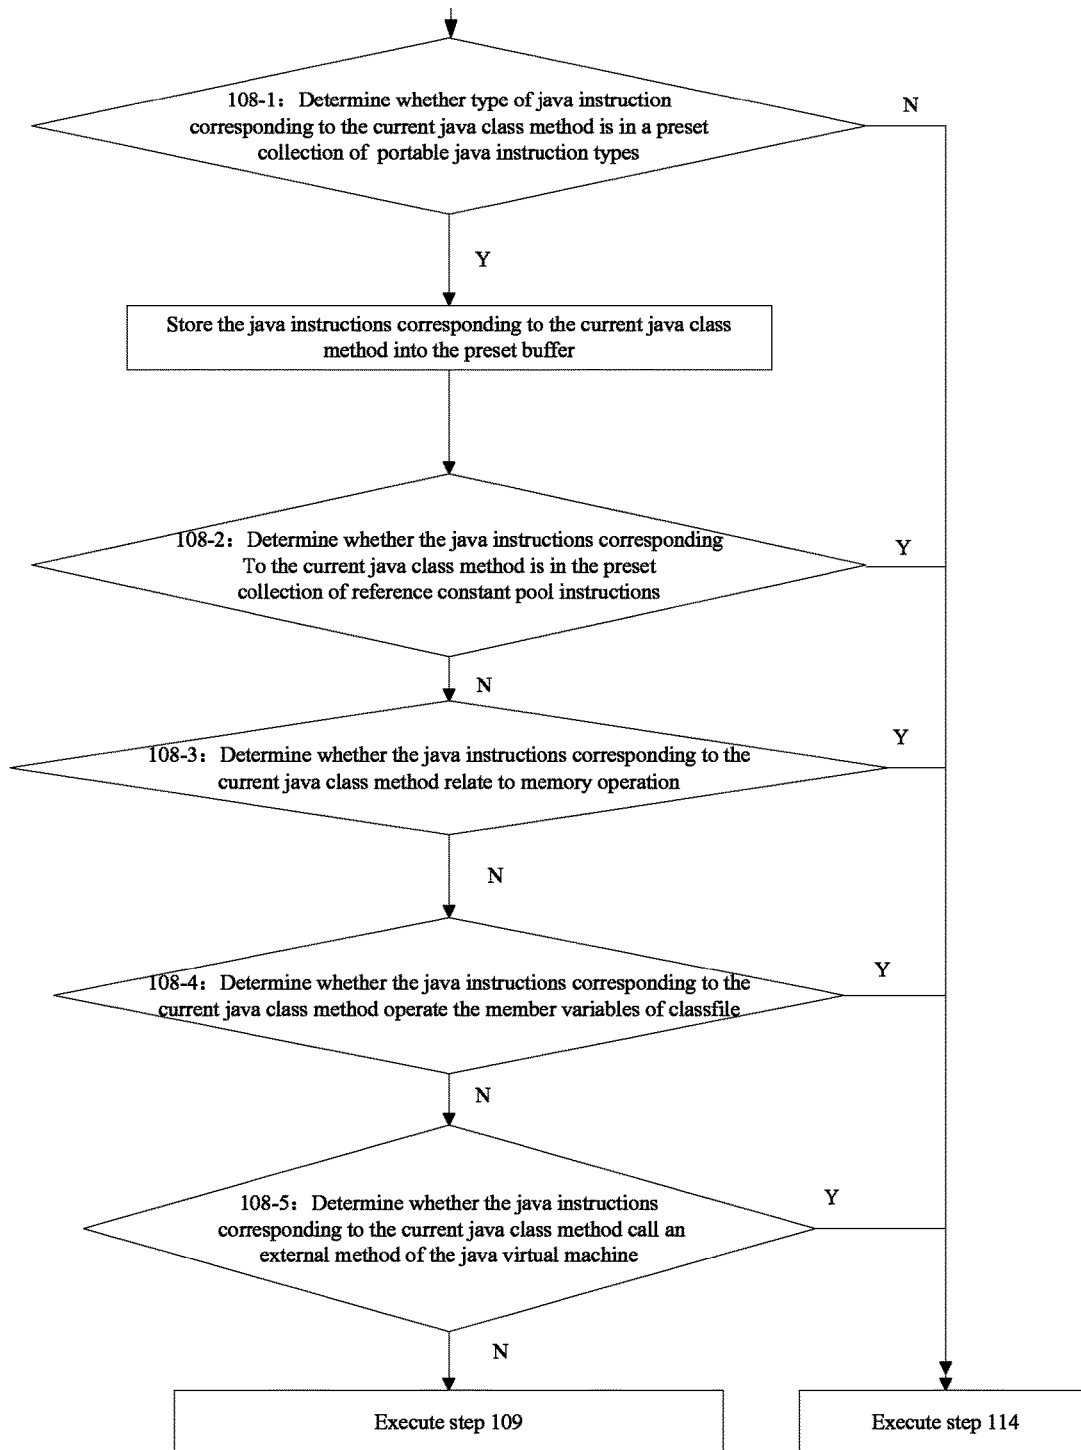 108-1: Determine whether type of java instruction
corresponding to the current java class method is in a preset
collection of portable java instruction types
N
Y
Store the java instructions corresponding to the current java class
method into the preset buffer
108-2: Determine whether the java instructions corresponding
To the current java class method is in the preset
collection of reference constant pool instructions
Y
N
108-3: Determine whether the java instructions corresponding to the
current java class method relate to memory operation
Y
N
108-4: Determine whether the java instructions corresponding to the
current java class method operate the member variables of classfile
Y
N
108-5: Determine whether the java instructions
corresponding to the current java class method call an
external method of the java virtual machine
Y
N
Execute step 109
Execute step 114